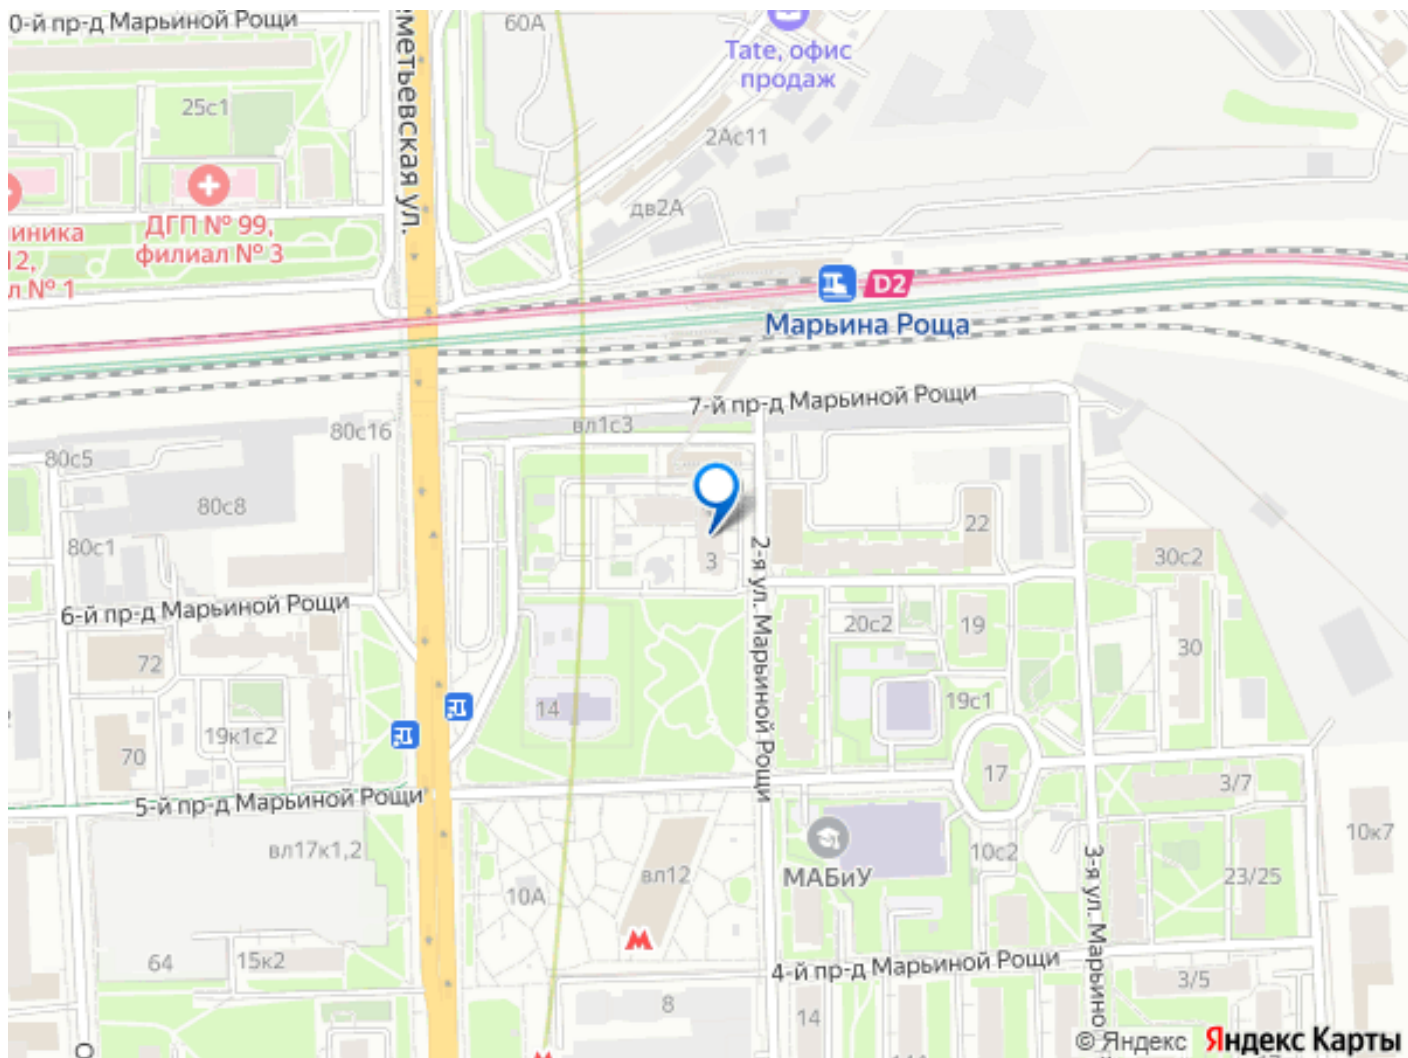 0-й пр-д Марьиной Рощи
60А
Tate, офис
продаж
еметьевская ул.
25с1
2Ас11
дв2А
ДГП № 99,
филиал № 3
иника
12,
л № 1
D2
Марьина Роща
7-й пр-д Марьиной Рощи
вл1с3
80с16
80с5
80с8
80с1
22
30с2
3
2-я ул. Марьиной Рощи
6-й пр-д Марьиной Рощи
20с2
19
30
72
14
19с1
19к1с2
70
17
3/7
5-й пр-д Марьиной Рощи
10к7
вл17к1,2
МАБиУ
10с2
3-я ул. Марьино
23/25
вл12
10А
64
15к2
4-й пр-д Марьиной Рощи
3/5
8
14
© Яндекс Яндекс Карты